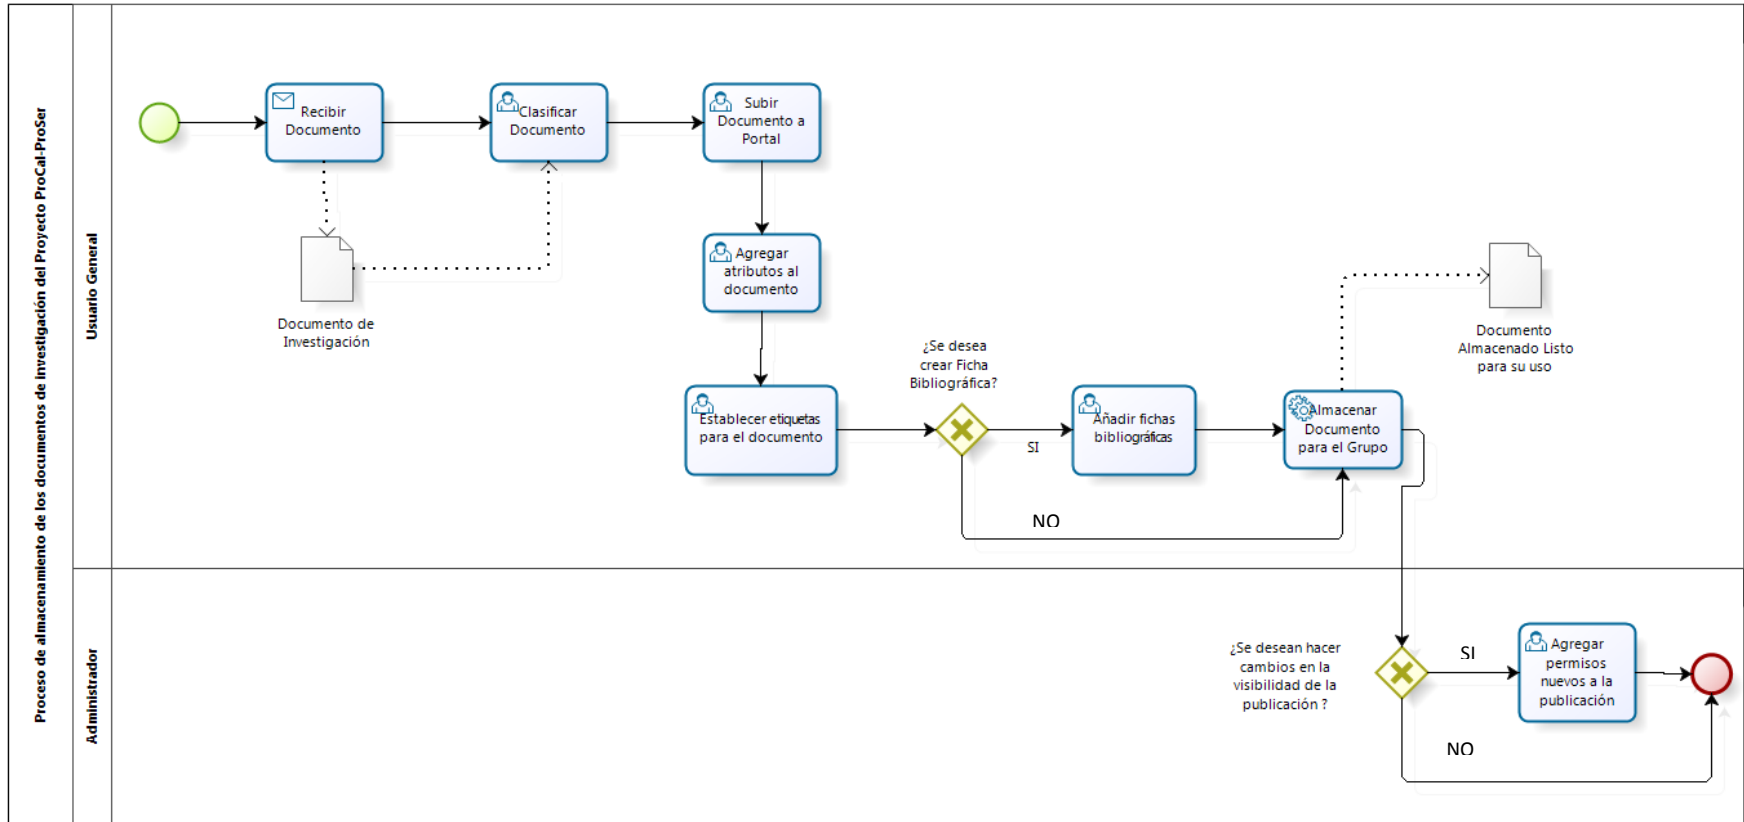 Proceso de almacenamiento de los documentos de investigación del Proyecto ProCal-ProSer
Usuario General
Recibir
Documento
Clasificar
Documento
Subir
Documento a
Portal
Documento de
Investigación
Agregar
atributos al
documento
Establecer etiquetas
para el documento
¿Se desea
crear Ficha
Bibliográfica?
SI
NO
Añadir fichas
bibliográficas
Almacenar
Documento
para el Grupo
Documento
Almacenado Listo
para su uso
Administrador
¿Se desean hacer
cambios en la
visibilidad de la
publicación ?
SI
NO
Agregar
permisos
nuevos a la
publicación